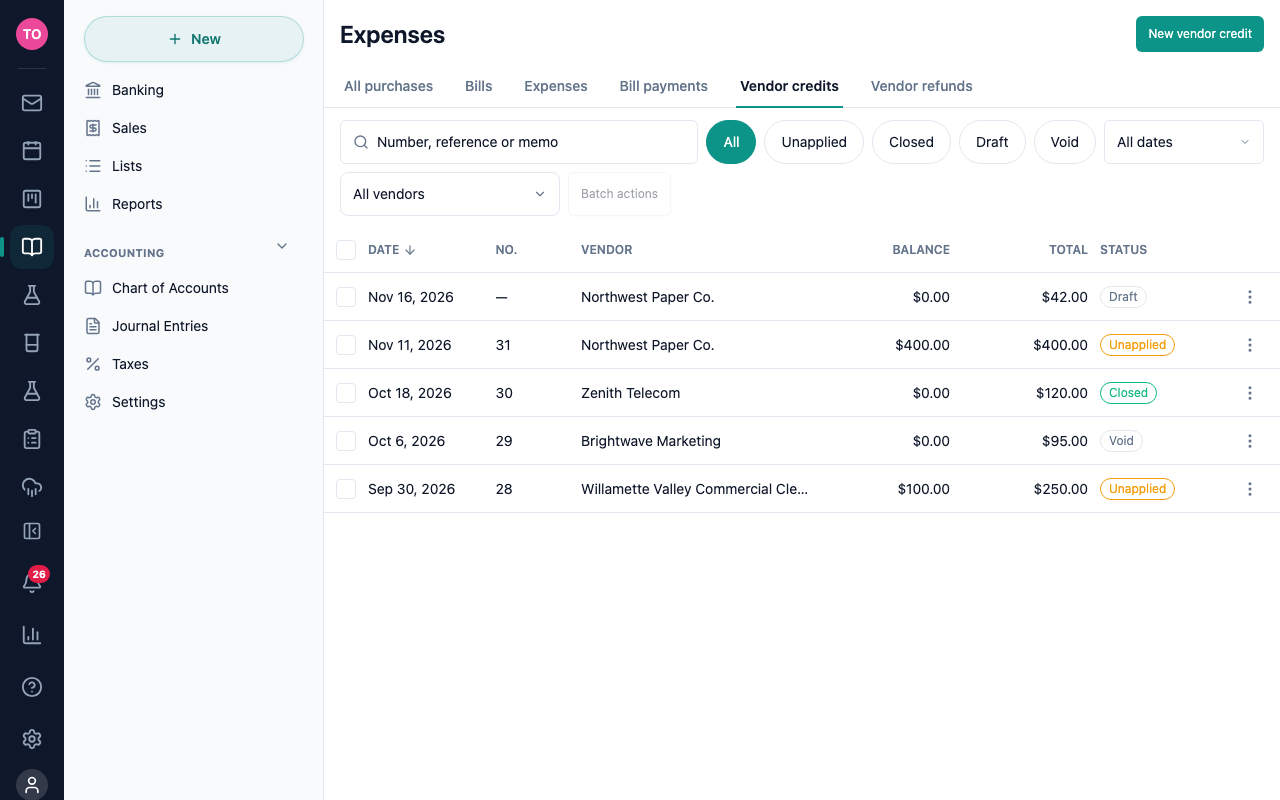 TO
New
Banking
Sales
Lists
Reports
ACCOUNTING
Chart of Accounts
Journal Entries
Taxes
Settings
26
Expenses
New vendor credit
All purchases Bills Expenses Bill payments Vendor credits Vendor refunds
Number, reference or memo All Unapplied Closed Draft Void All dates
All vendors Batch actions
DATE NO. VENDOR BALANCE TOTAL STATUS
Nov 16, 2026 — Northwest Paper Co. $0.00 $42.00 Draft
Nov 11, 2026 31 Northwest Paper Co. $400.00 $400.00 Unapplied
Oct 18, 2026 30 Zenith Telecom $0.00 $120.00 Closed
Oct 6, 2026 29 Brightwave Marketing $0.00 $95.00 Void
Sep 30, 2026 28 Willamette Valley Commercial Cle... $100.00 $250.00 Unapplied